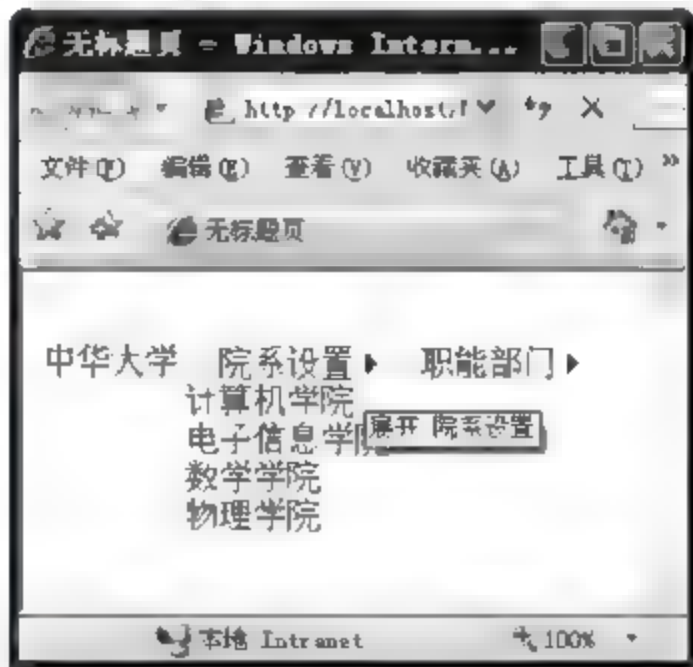 无标题页 - Windows Intern...
http://localhost/
文件(F) 编辑(E) 查看(V) 收藏夹(A) 工具(T) »
无标题页
中华大学 院系设置 职能部门
计算机学院
电子信息学院
展开 院系设置
数学学院
物理学院
本地 Intranet 100%